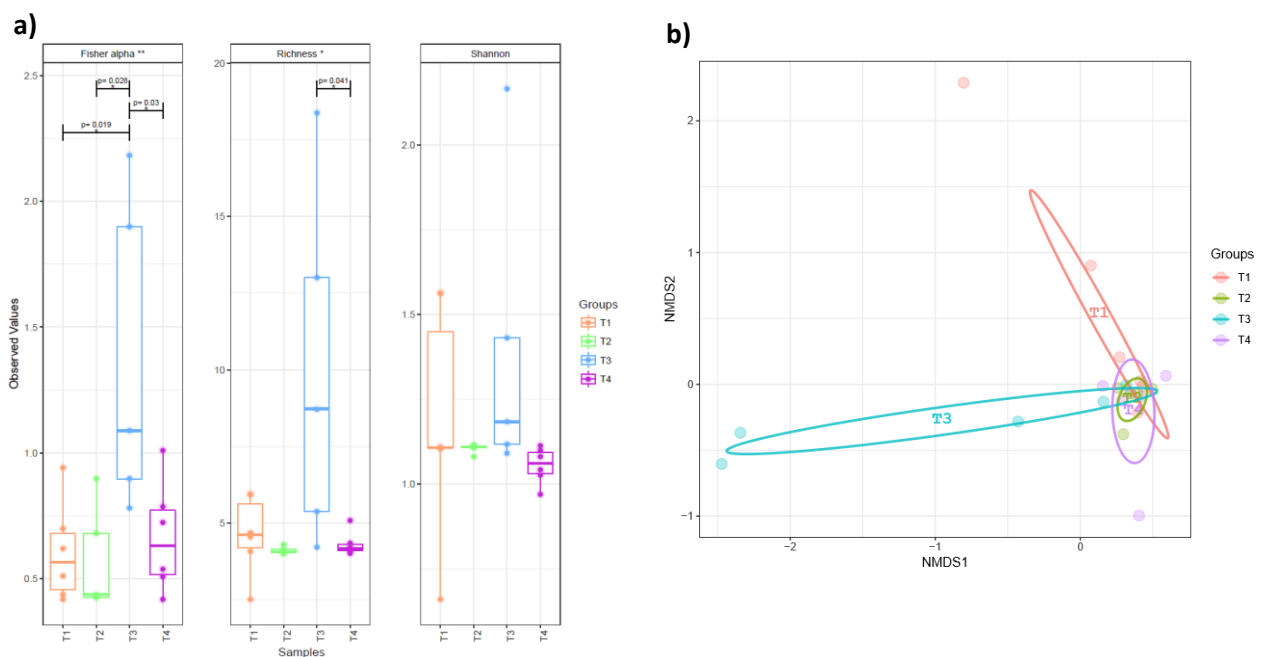 a)
Fisher alpha **
Richness *
Shannon
2.5
2.0
1.5
1.0
0.5
p= 0.028
*
p= 0.03
*
p= 0.019
*
20
15
10
5
p= 0.041
*
2.0
1.5
1.0
Observed Values
T1
T2
T3
T4
T1
T2
T3
T4
T1
T2
T3
T4
Samples
Groups
T1
T2
T3
T4
b)
2
1
0
−1
NMDS2
T1
T3
T4
−2
−1
0
NMDS1
Groups
T1
T2
T3
T4